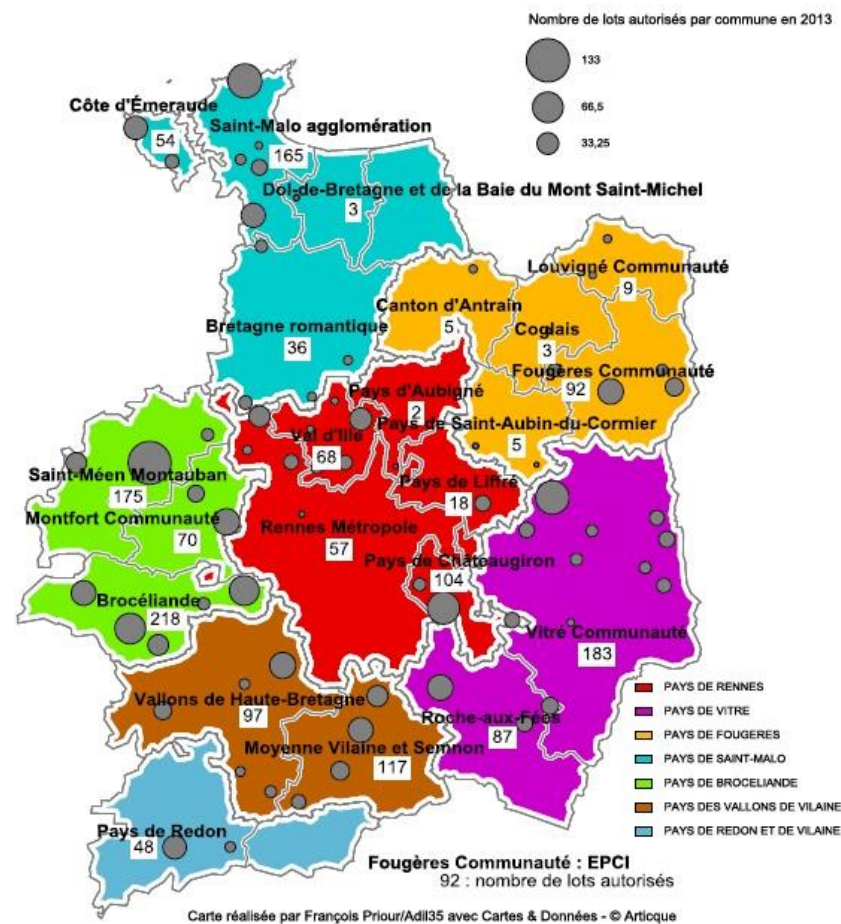 Nombre de lots autorisés par commune en 2013
133
66,5
33,25
Côte d'Émeraude
54
Saint-Malo agglomération
165
Dol-de-Bretagne et de la Baie du Mont Saint-Michel
3
Louvigné Communauté
9
Canton d'Antrain
5
Coglais
3
Bretagne romantique
36
Fougères Communauté
92
Pays d'Aubigné
2
Pays de Saint-Aubin-du-Cormier
5
Val d'Ille
68
Saint-Méen Montauban
175
Pays de Liffré
18
Montfort Communauté
70
Rennes Métropole
57
Pays de Châteaugiron
104
Brocéliande
218
Vitré Communauté
183
Vallons de Haute-Bretagne
97
Roche-aux-Fées
87
Moyenne Vilaine et Semnon
117
PAYS DE RENNES
PAYS DE VITRE
PAYS DE FOUGERES
PAYS DE SAINT-MALO
PAYS DE BROCELIANDE
PAYS DES VALLONS DE VILAINE
PAYS DE REDON ET DE VILAINE
Pays de Redon
48
Fougères Communauté : EPCI
92 : nombre de lots autorisés
Carte réalisée par François Priour/Adil35 avec Cartes & Données - © Articque